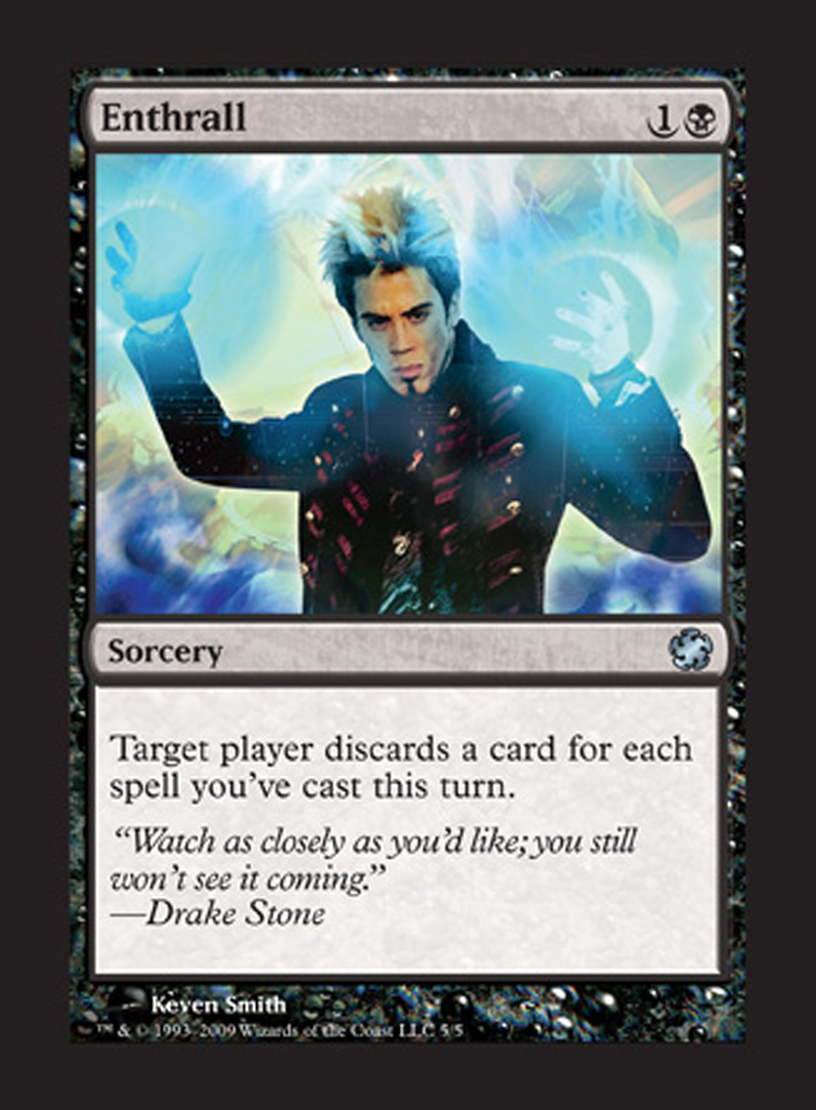 Enthrall 1
Sorcery
Target player discards a card for each
spell you've cast this turn.
"Watch as closely as you'd like; you still
won't see it coming."
—Drake Stone
Keven Smith
™ & © 1993–2009 Wizards of the Coast LLC 5/5